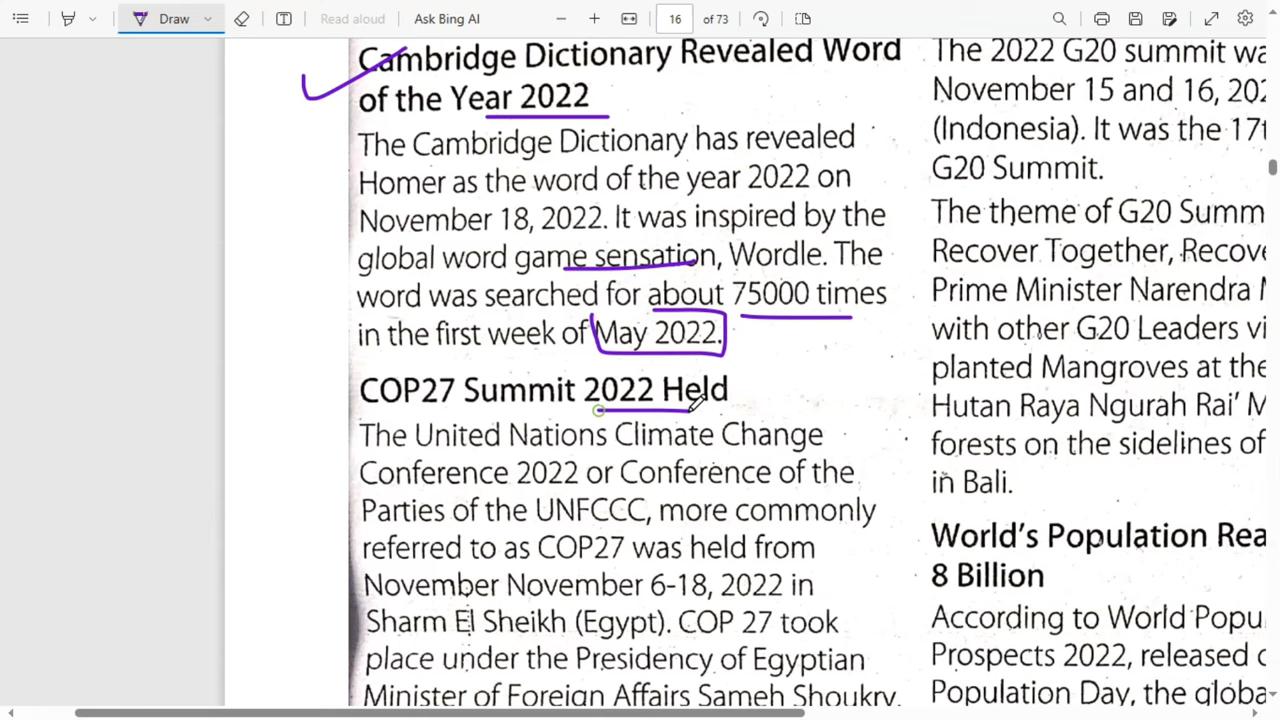 Draw
Read aloud
Ask Bing AI
16 of 73
Cambridge Dictionary Revealed Word
of the Year 2022
The Cambridge Dictionary has revealed
Homer as the word of the year 2022 on
November 18, 2022. It was inspired by the
global word game sensation, Wordle. The
word was searched for about 75000 times
in the first week of May 2022.
COP27 Summit 2022 Held
The United Nations Climate Change
Conference 2022 or Conference of the
Parties of the UNFCCC, more commonly
referred to as COP27 was held from
November November 6-18, 2022 in
Sharm El Sheikh (Egypt). COP 27 took
place under the Presidency of Egyptian
Minister of Foreign Affairs Sameh Shoukry.
The 2022 G20 summit wa
November 15 and 16, 202
(Indonesia). It was the 17t
G20 Summit.
The theme of G20 Summ
Recover Together, Recove
Prime Minister Narendra
with other G20 Leaders vi
planted Mangroves at the
Hutan Raya Ngurah Rai' M
forests on the sidelines of
in Bali.
World's Population Rea
8 Billion
According to World Popu
Prospects 2022, released
Population Day, the globa